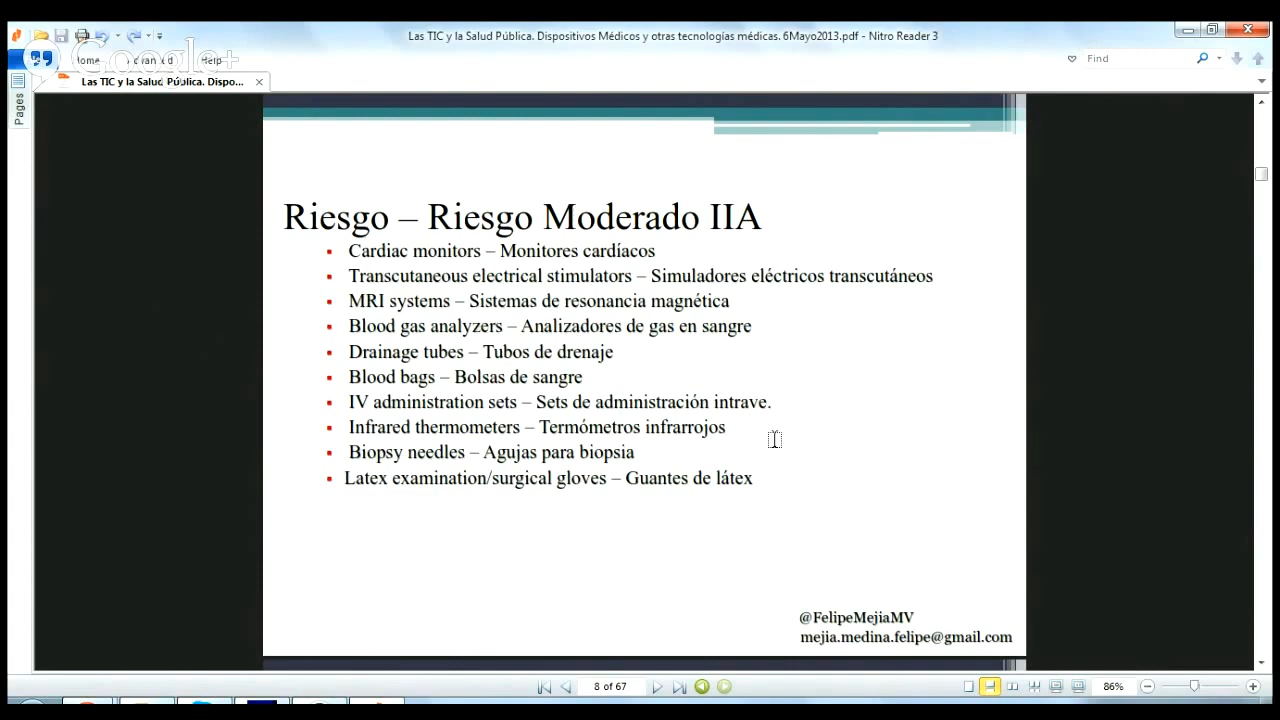 Las TIC y la Salud Pública. Dispositivos Médicos y otras tecnologías médicas. 6Mayo2013.pdf - Nitro Reader 3
Google+
Home Advanced Help
Find
Las TIC y la Salud Pública. Dispo...
Pages
Riesgo – Riesgo Moderado IIA
Cardiac monitors – Monitores cardíacos
Transcutaneous electrical stimulators – Simuladores eléctricos transcutáneos
MRI systems – Sistemas de resonancia magnética
Blood gas analyzers – Analizadores de gas en sangre
Drainage tubes – Tubos de drenaje
Blood bags – Bolsas de sangre
IV administration sets – Sets de administración intrave.
Infrared thermometers – Termómetros infrarrojos
Biopsy needles – Agujas para biopsia
Latex examination/surgical gloves – Guantes de látex
@FelipeMejiaMV
mejia.medina.felipe@gmail.com
8 of 67
86%